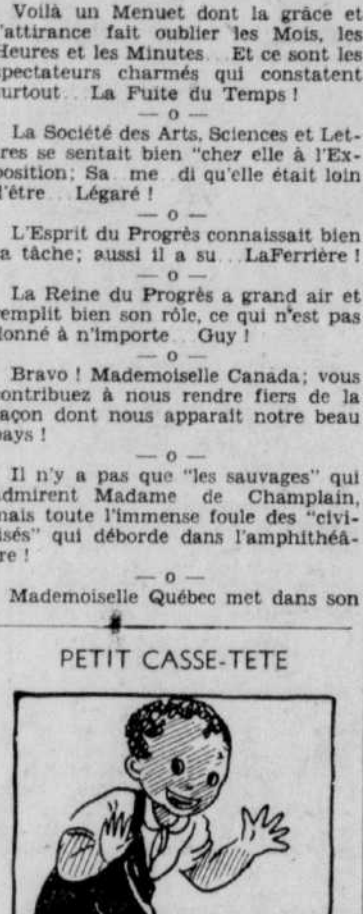 Voilà un Menuet dont la grâce et
'attirance fait oublier les Mois, les
Heures et les Minutes... Et ce sont les
spectateurs charmés qui constatent
surtout... La Fuite du Temps !
— o —
La Société des Arts, Sciences et Let-
res se sentait bien "chez elle à l'Ex-
position; Sa me di qu'elle était loin
d'être... Légaré !
— o —
L'Esprit du Progrès connaissait bien
sa tâche; aussi il a su... LaFerrière !
— o —
La Reine du Progrès a grand air et
remplit bien son rôle, ce qui n'est pas
donné à n'importe... Guy !
— o —
Bravo ! Mademoiselle Canada; vous
contribuez à nous rendre fiers de la
façon dont nous apparait notre beau
pays !
— o —
Il n'y a pas que "les sauvages" qui
admirent Madame de Champlain,
mais toute l'immense foule des "civi-
lisés" qui déborde dans l'amphithéâ-
re !
— o —
Mademoiselle Québec met dans son
PETIT CASSE-TETE